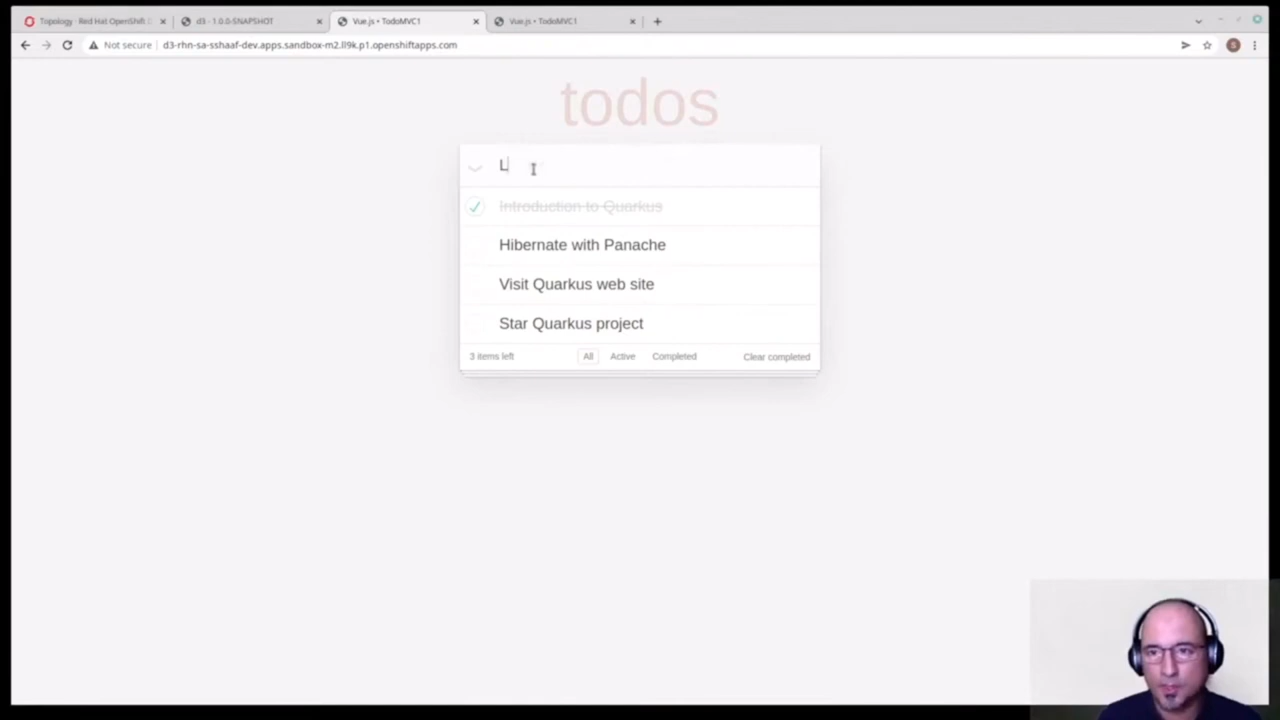 Topology · Red Hat OpenShift
d3 - 1.0.0-SNAPSHOT
Vue.js • TodoMVC1
Vue.js • TodoMVC1
Not secure
d3-rhn-sa-sshaaf-dev.apps.sandbox-m2.ll9k.p1.openshiftapps.com
S
todos
L
Introduction to Quarkus
Hibernate with Panache
Visit Quarkus web site
Star Quarkus project
3 items left
All
Active
Completed
Clear completed